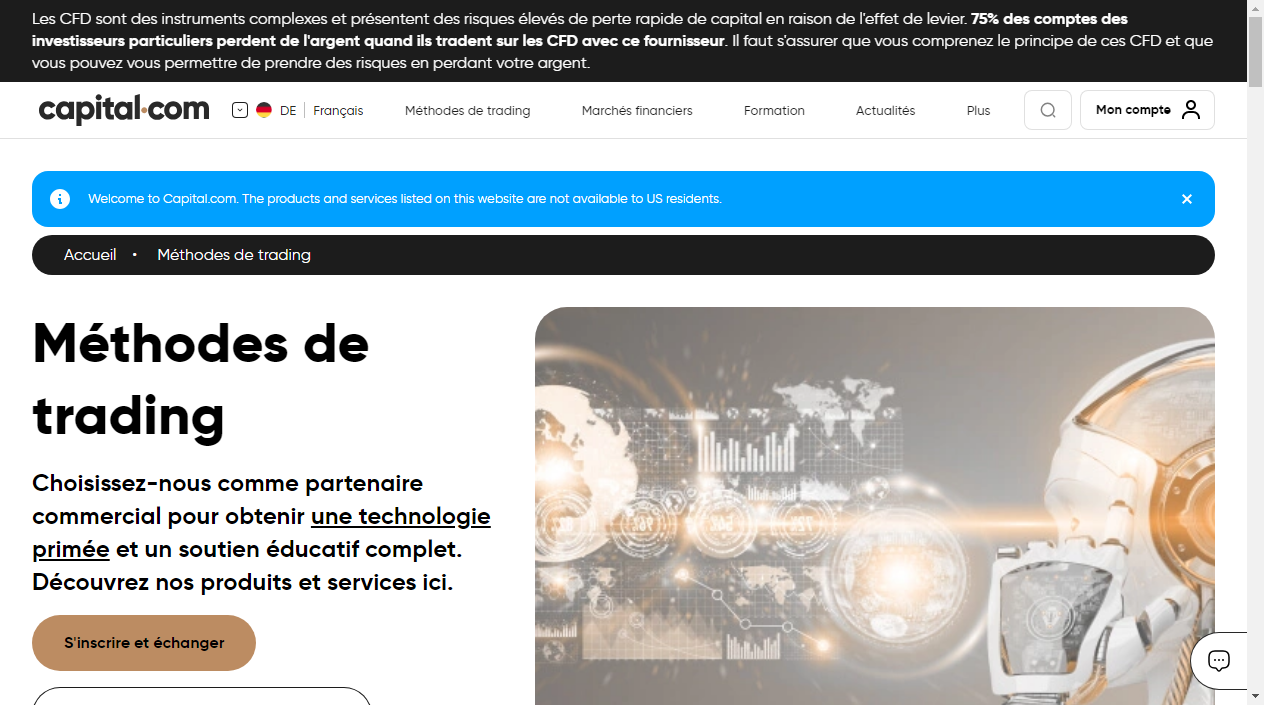 Les CFD sont des instruments complexes et présentent des risques élevés de perte rapide de capital en raison de l'effet de levier. 75% des comptes des
investisseurs particuliers perdent de l'argent quand ils tradent sur les CFD avec ce fournisseur. Il faut s'assurer que vous comprenez le principe de ces CFD et que
vous pouvez vous permettre de prendre des risques en perdant votre argent.
capital.com DE Français Méthodes de trading Marchés financiers Formation Actualités Plus Mon compte
Welcome to Capital.com. The products and services listed on this website are not available to US residents.
Accueil • Méthodes de trading
Méthodes de
trading
Choisissez-nous comme partenaire
commercial pour obtenir une technologie
primée et un soutien éducatif complet.
Découvrez nos produits et services ici.
S'inscrire et échanger